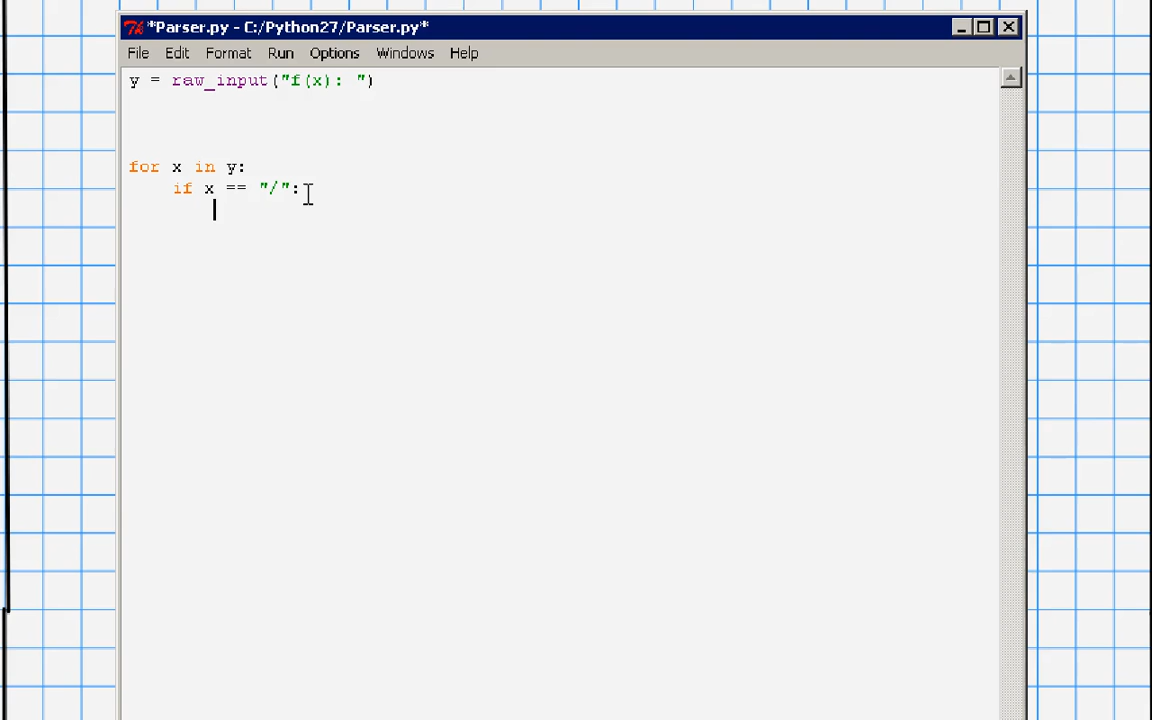 *Parser.py - C:/Python27/Parser.py*
File Edit Format Run Options Windows Help
y = raw_input("f(x): ")
for x in y:
if x == "/":